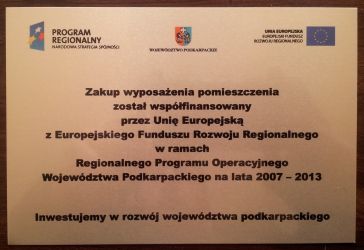 PROGRAM
REGIONALNY
NARODOWA STRATEGIA SPÓJNOŚCI
WOJEWÓDZTWO PODKARPACKIE
UNIA EUROPEJSKA
EUROPEJSKI FUNDUSZ
ROZWOJU REGIONALNEGO
Zakup wyposażenia pomieszczenia
został współfinansowany
przez Unię Europejską
z Europejskiego Funduszu Rozwoju Regionalnego
w ramach
Regionalnego Programu Operacyjnego
Województwa Podkarpackiego na lata 2007 – 2013
Inwestujemy w rozwój województwa podkarpackiego